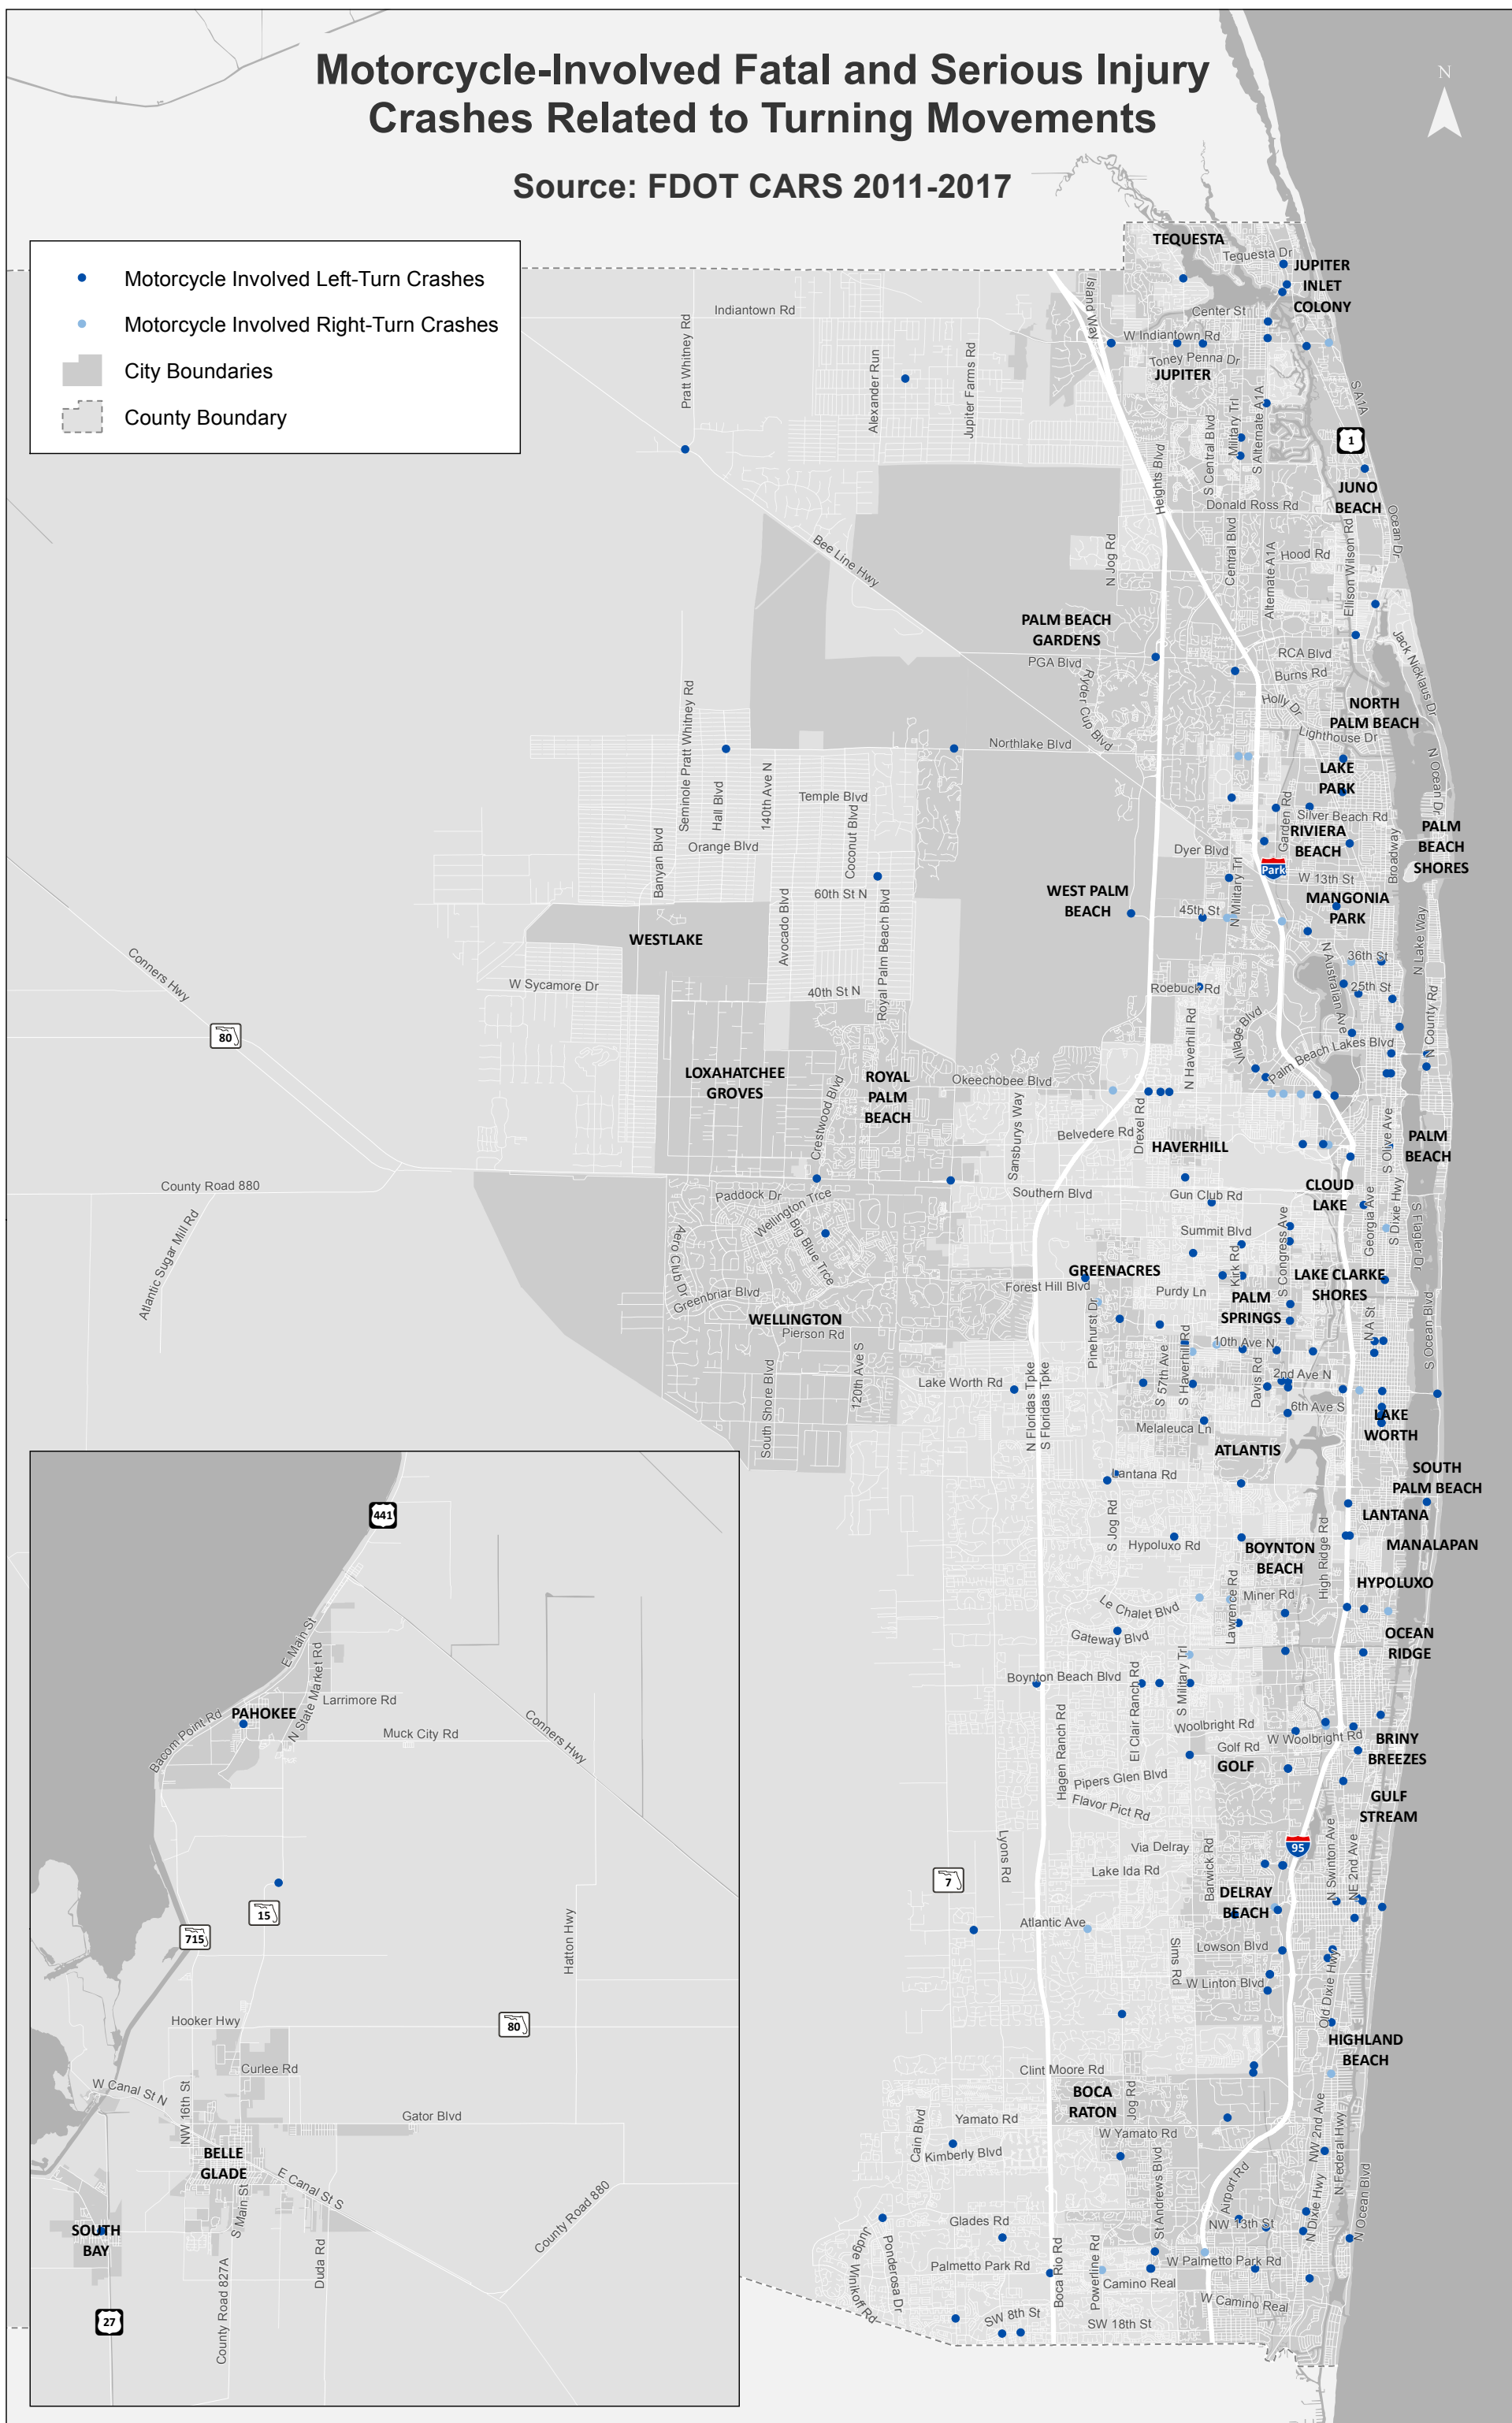 Motorcycle-Involved Fatal and Serious Injury
Crashes Related to Turning Movements
Source: FDOT CARS 2011-2017
N
Motorcycle Involved Left-Turn Crashes
Motorcycle Involved Right-Turn Crashes
City Boundaries
County Boundary
TEQUESTA
Tequesta Dr
JUPITER
INLET
COLONY
Island Way
Center St
Indiantown Rd
W Indiantown Rd
Toney Penna Dr
JUPITER
Pratt Whitney Rd
Alexander Run
Jupiter Farms Rd
S A1A
1
Military Trl
S Alternate A1A
S Central Blvd
Heights Blvd
JUNO
BEACH
Donald Ross Rd
Ocean Dr
Hood Rd
Ellison Wilson Rd
Central Blvd
Alternate A1A
N Jog Rd
Bee Line Hwy
PALM BEACH
GARDENS
PGA Blvd
RCA Blvd
Burns Rd
Jack Nicklaus Dr
Ryder Cup Blvd
Holly Dr
NORTH
PALM BEACH
Lighthouse Dr
Seminole Pratt Whitney Rd
Northlake Blvd
N Ocean Dr
LAKE
PARK
Hall Blvd
140th Ave N
Temple Blvd
Coconut Blvd
Garden Rd
Silver Beach Rd
RIVIERA
BEACH
PALM
BEACH
SHORES
Orange Blvd
Banyan Blvd
Dyer Blvd
Broadway
Park
W 13th St
60th St N
WEST PALM
BEACH
MANGONIA
PARK
45th St
N Military Trl
Avocado Blvd
Royal Palm Beach Blvd
WESTLAKE
N Lake Way
Conners Hwy
36th St
N Australian Ave
W Sycamore Dr
40th St N
Roebuck Rd
25th St
80
N Haverhill Rd
Village Blvd
Palm Beach Lakes Blvd
N County Rd
LOXAHATCHEE
GROVES
ROYAL
PALM
BEACH
Okeechobee Blvd
Crestwood Blvd
Sansburys Way
Drexel Rd
Belvedere Rd
HAVERHILL
S Olive Ave
PALM
BEACH
County Road 880
Paddock Dr
Wellington Trce
Southern Blvd
Gun Club Rd
CLOUD
LAKE
Georgia Ave
S Dixie Hwy
S Flagler Dr
Atlantic Sugar Mill Rd
Aero Club Dr
Big Blue Trce
Summit Blvd
Kirk Rd
S Congress Ave
GREENACRES
LAKE CLARKE
SHORES
Forest Hill Blvd
Purdy Ln
Greenbriar Blvd
PALM
SPRINGS
WELLINGTON
Pierson Rd
Pinehurst Dr
N A St
S Ocean Blvd
10th Ave N
South Shore Blvd
120th Ave S
Lake Worth Rd
N Floridas Tpke
S Floridas Tpke
S 57th Ave
S Haverhill Rd
Davis Rd
2nd Ave N
6th Ave S
LAKE
WORTH
Melaleuca Ln
ATLANTIS
Lantana Rd
SOUTH
PALM BEACH
LANTANA
S Jog Rd
Hypoluxo Rd
BOYNTON
BEACH
High Ridge Rd
MANALAPAN
HYPOLUXO
Le Chalet Blvd
Lawrence Rd
Miner Rd
Gateway Blvd
OCEAN
RIDGE
Boynton Beach Blvd
El Clair Ranch Rd
S Military Trl
Hagen Ranch Rd
Woolbright Rd
W Woolbright Rd
Golf Rd
GOLF
BRINY
BREEZES
Pipers Glen Blvd
Flavor Pict Rd
GULF
STREAM
Lyons Rd
Via Delray
95
Lake Ida Rd
Barwick Rd
N Swinton Ave
NE 2nd Ave
7
DELRAY
BEACH
Atlantic Ave
Sims Rd
Lowson Blvd
W Linton Blvd
Old Dixie Hwy
HIGHLAND
BEACH
Clint Moore Rd
BOCA
RATON
Jog Rd
Cain Blvd
Yamato Rd
W Yamato Rd
Kimberly Blvd
NW 2nd Ave
N Federal Hwy
St Andrews Blvd
Airport Rd
N Dixie Hwy
N Ocean Blvd
Glades Rd
NW 13th St
Judge Winikoff Rd
Ponderosa Dr
Palmetto Park Rd
Boca Rio Rd
Powerline Rd
W Palmetto Park Rd
Camino Real
W Camino Real
SW 8th St
SW 18th St
441
E Main St
N State Market Rd
Larrimore Rd
PAHOKEE
Bacom Point Rd
Muck City Rd
Conners Hwy
15
715
Hatton Hwy
Hooker Hwy
80
Curlee Rd
W Canal St N
NW 16th St
Gator Blvd
BELLE
GLADE
E Canal St S
S Main St
SOUTH
BAY
County Road 880
Duda Rd
County Road 827A
27